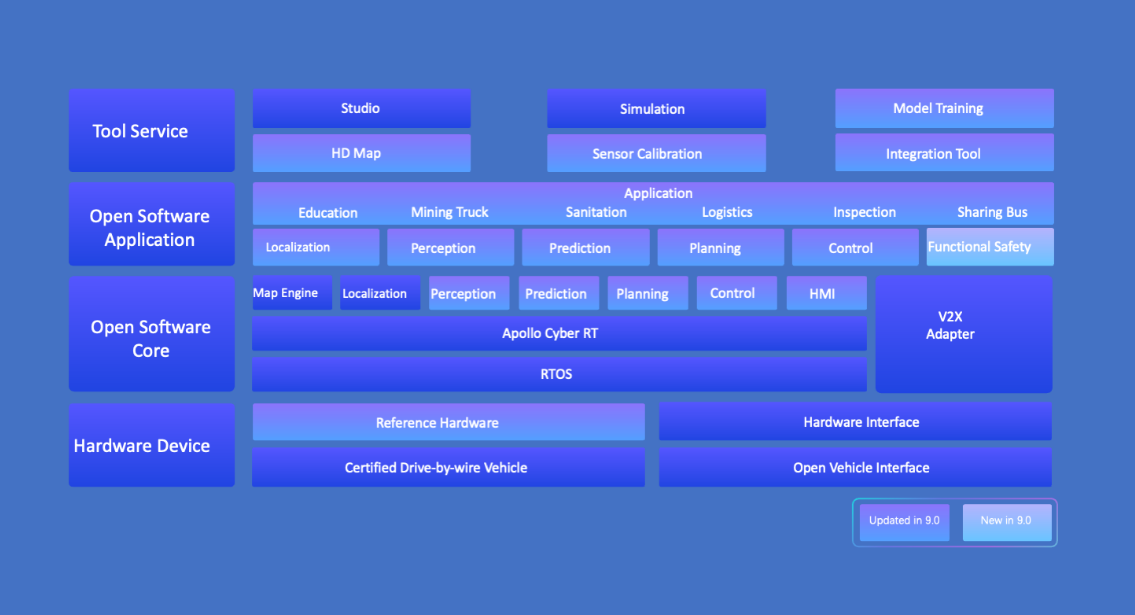 Tool Service
Studio
Simulation
Model Training
HD Map
Sensor Calibration
Integration Tool
Open Software
Application
Application
Education Mining Truck Sanitation Logistics Inspection Sharing Bus
Localization
Perception
Prediction
Planning
Control
Functional Safety
Open Software
Core
Map Engine
Localization
Perception
Prediction
Planning
Control
HMI
Apollo Cyber RT
RTOS
V2X
Adapter
Hardware Device
Reference Hardware
Hardware Interface
Certified Drive-by-wire Vehicle
Open Vehicle Interface
Updated in 9.0
New in 9.0